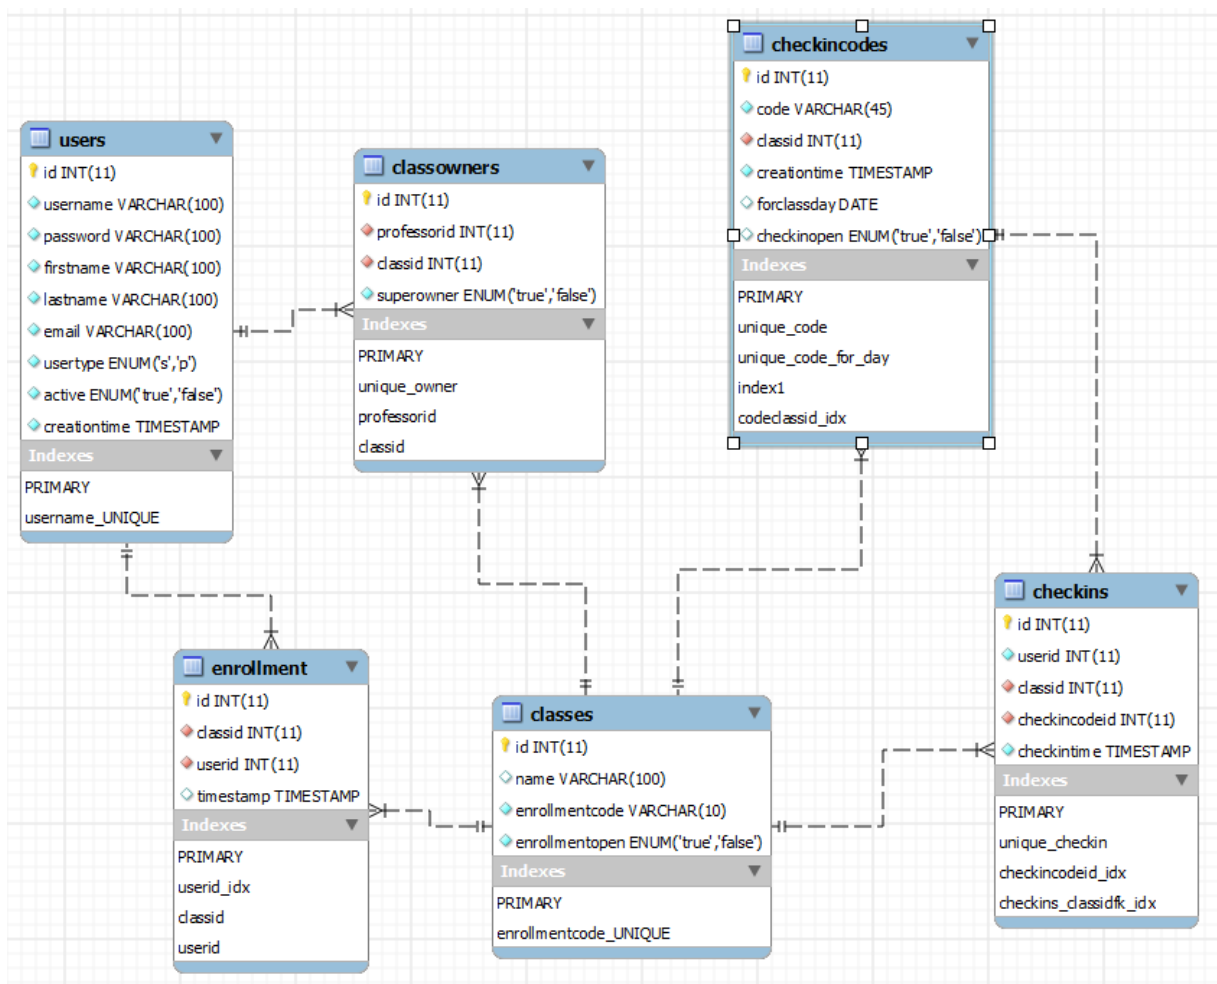 users
id INT(11)
username VARCHAR(100)
password VARCHAR(100)
firstname VARCHAR(100)
lastname VARCHAR(100)
email VARCHAR(100)
usertype ENUM('s','p')
active ENUM('true','false')
creationtime TIMESTAMP
Indexes
PRIMARY
username_UNIQUE
classowners
id INT(11)
professorid INT(11)
classid INT(11)
superowner ENUM('true','false')
Indexes
PRIMARY
unique_owner
professorid
classid
checkincodes
id INT(11)
code VARCHAR(45)
classid INT(11)
creationtime TIMESTAMP
forclassday DATE
checkinopen ENUM('true','false')
Indexes
PRIMARY
unique_code
unique_code_for_day
index1
codeclassid_idx
enrollment
id INT(11)
classid INT(11)
userid INT(11)
timestamp TIMESTAMP
Indexes
PRIMARY
userid_idx
classid
userid
classes
id INT(11)
name VARCHAR(100)
enrollmentcode VARCHAR(10)
enrollmentopen ENUM('true','false')
Indexes
PRIMARY
enrollmentcode_UNIQUE
checkins
id INT(11)
userid INT(11)
classid INT(11)
checkincodeid INT(11)
checkintime TIMESTAMP
Indexes
PRIMARY
unique_checkin
checkincodeid_idx
checkins_classidfk_idx